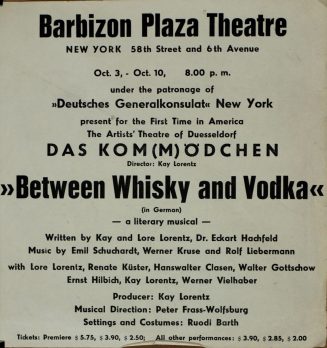 Barbizon Plaza Theatre
NEW YORK 58th Street and 6th Avenue
Oct. 3, - Oct. 10, 8.00 p. m.
under the patronage of
»Deutsches Generalkonsulat« New York
present for the First Time in America
The Artists' Theatre of Duesseldorf
DAS KOM(M)ÖDCHEN
Director: Kay Lorentz
»Between Whisky and Vodka«
(in German)
— a literary musical —
Written by Kay and Lore Lorentz, Dr. Eckart Hachfeld
Music by Emil Schuchardt, Werner Kruse and Rolf Liebermann
with Lore Lorentz, Renate Küster, Hanswalter Clasen, Walter Gottschow
Ernst Hilbich, Kay Lorentz, Werner Vielhaber
Producer: Kay Lorentz
Musical Direction: Peter Frass-Wolfsburg
Settings and Costumes: Ruodi Barth
Tickets: Premiere $ 5.75, $ 3.90, $ 2.50; All other performances: $ 3.90, $ 2.85, $ 2.00